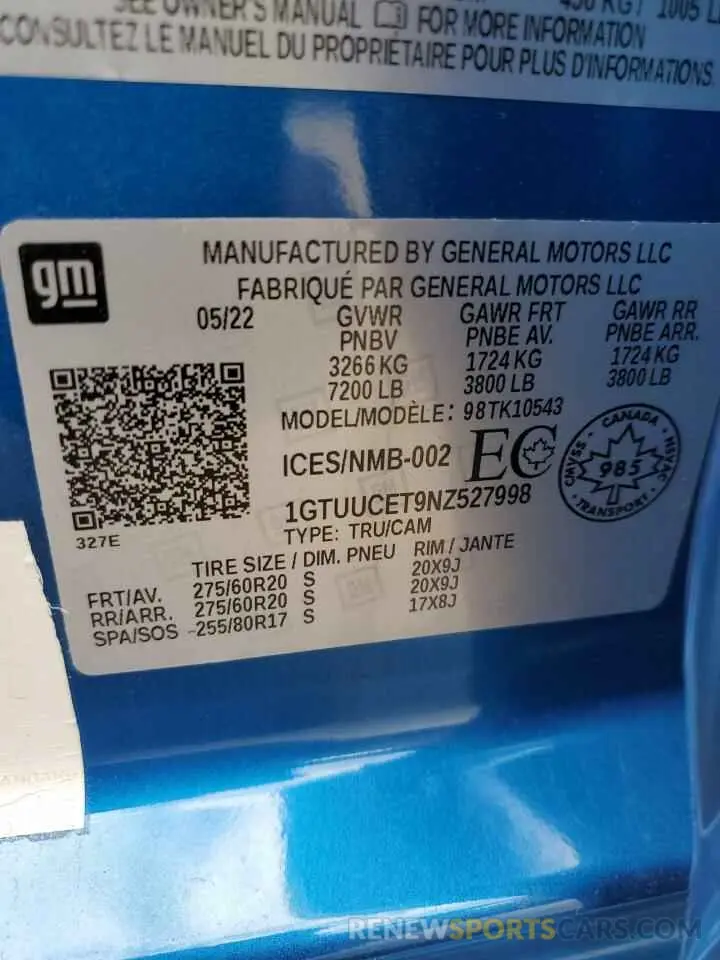 SEE OWNER'S MANUAL FOR MORE INFORMATION
CONSULTEZ LE MANUEL DU PROPRIÉTAIRE POUR PLUS D'INFORMATIONS.
gm
MANUFACTURED BY GENERAL MOTORS LLC
FABRIQUÉ PAR GENERAL MOTORS LLC
05/22 GVWR GAWR FRT GAWR RR
PNBV PNBE AV. PNBE ARR.
3266 KG 1724 KG 1724 KG
7200 LB 3800 LB 3800 LB
MODEL/MODÈLE: 98TK10543
ICES/NMB-002 EC
CANADA
CMVSS - NSVAC
985
TRANSPORT
1GTUUCET9NZ527998
327E
TYPE: TRU/CAM
TIRE SIZE / DIM. PNEU RIM / JANTE
FRT/AV. 275/60R20 S 20X9J
RR/ARR. 275/60R20 S 20X9J
SPA/SOS -255/80R17 S 17X8J
RENEWSPORTSCARS.COM